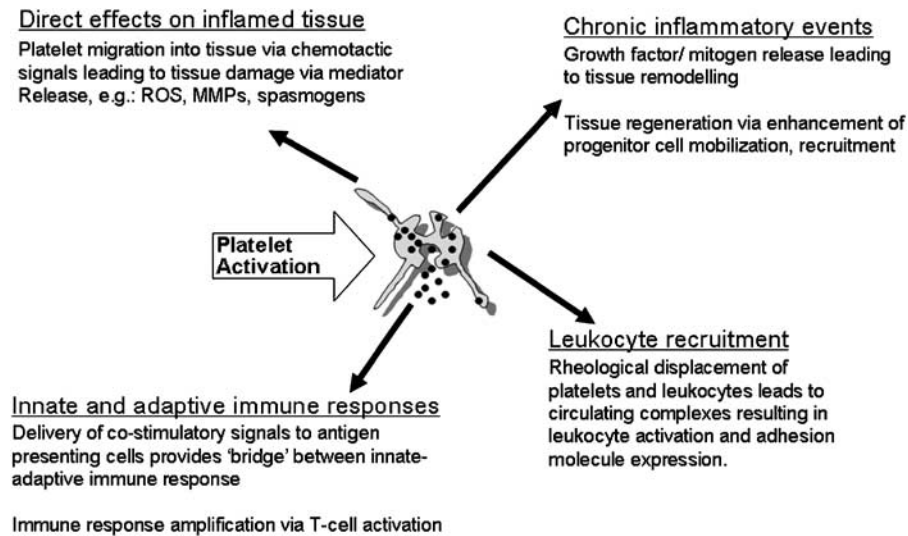 Direct effects on inflamed tissue
Platelet migration into tissue via chemotactic
signals leading to tissue damage via mediator
Release, e.g.: ROS, MMPs, spasmogens
Chronic inflammatory events
Growth factor/ mitogen release leading
to tissue remodelling
Tissue regeneration via enhancement of
progenitor cell mobilization, recruitment
Platelet
Activation
Leukocyte recruitment
Rheological displacement of
platelets and leukocytes leads to
circulating complexes resulting in
leukocyte activation and adhesion
molecule expression.
Innate and adaptive immune responses
Delivery of co-stimulatory signals to antigen
presenting cells provides ‘bridge’ between innate-
adaptive immune response
Immune response amplification via T-cell activation